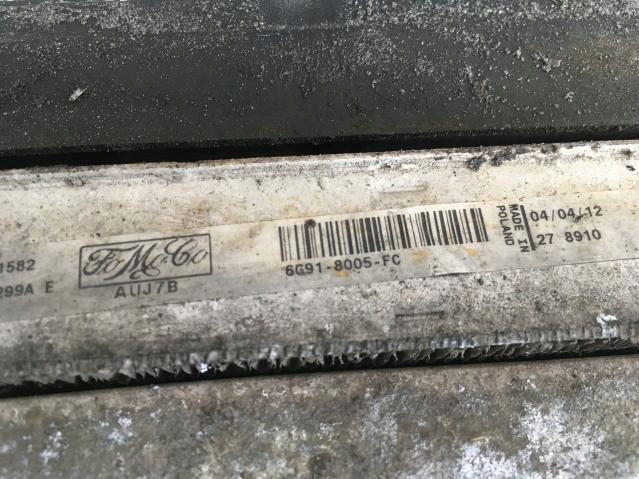 1582
299A E
FoMoCo
AUJ7B
6G91-8005-FC
MADE IN
POLAND
04/04/12
27 8910